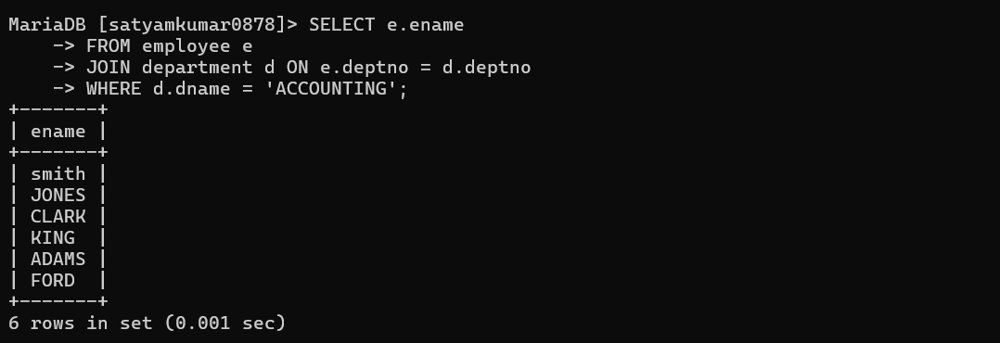 MariaDB [satyamkumar0878]> SELECT e.ename
    -> FROM employee e
    -> JOIN department d ON e.deptno = d.deptno
    -> WHERE d.dname = 'ACCOUNTING';
+-------+
| ename |
+-------+
| smith |
| JONES |
| CLARK |
| KING  |
| ADAMS |
| FORD  |
+-------+
6 rows in set (0.001 sec)